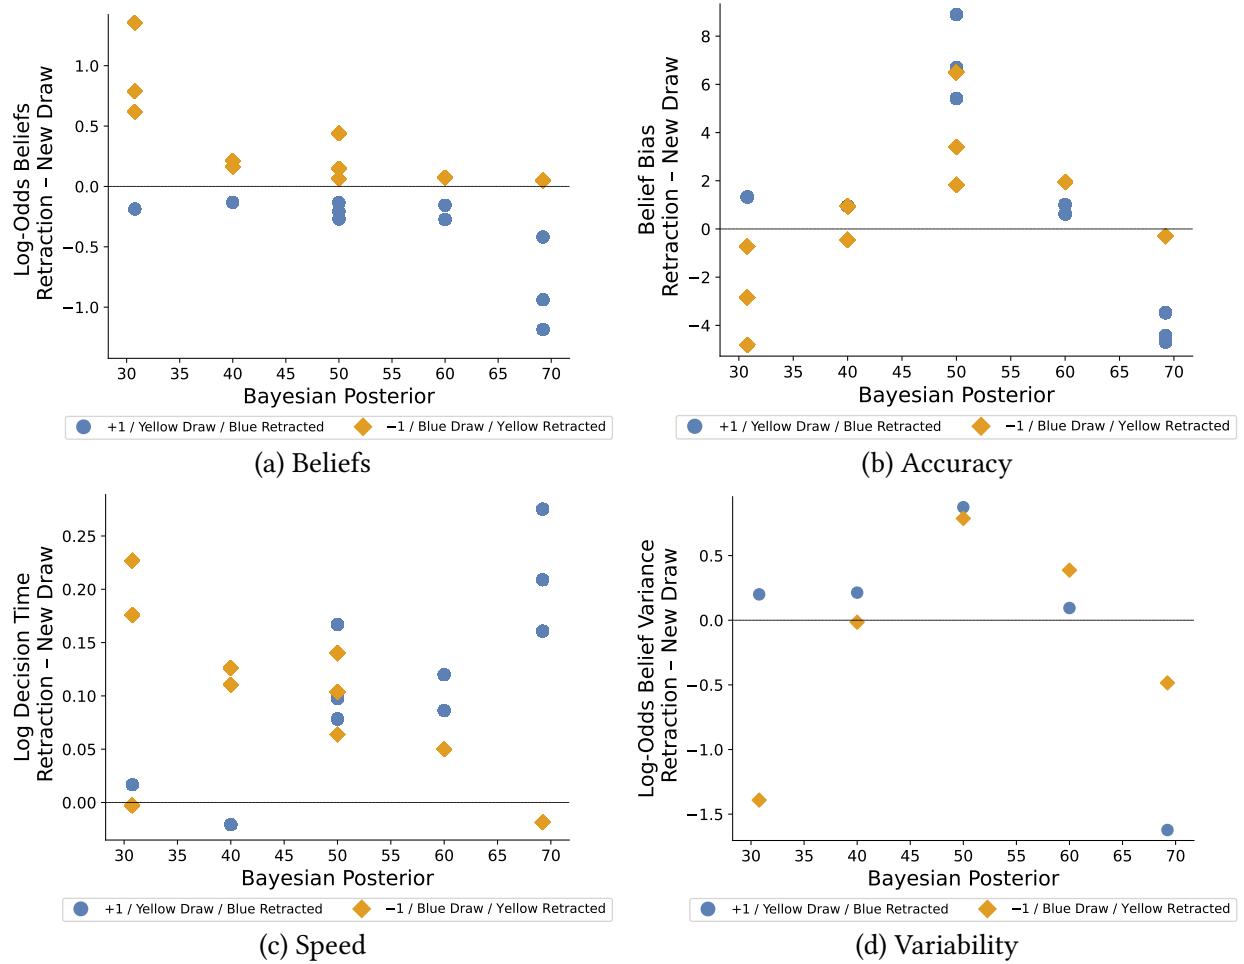 Log-Odds Beliefs
Retraction – New Draw
1.0
0.5
0.0
−0.5
−1.0
30 35 40 45 50 55 60 65 70
Bayesian Posterior
+1 / Yellow Draw / Blue Retracted −1 / Blue Draw / Yellow Retracted
(a) Beliefs
Belief Bias
Retraction – New Draw
8
6
4
2
0
−2
−4
30 35 40 45 50 55 60 65 70
Bayesian Posterior
+1 / Yellow Draw / Blue Retracted −1 / Blue Draw / Yellow Retracted
(b) Accuracy
Log Decision Time
Retraction – New Draw
0.25
0.20
0.15
0.10
0.05
0.00
30 35 40 45 50 55 60 65 70
Bayesian Posterior
+1 / Yellow Draw / Blue Retracted −1 / Blue Draw / Yellow Retracted
(c) Speed
Log-Odds Belief Variance
Retraction – New Draw
0.5
0.0
−0.5
−1.0
−1.5
30 35 40 45 50 55 60 65 70
Bayesian Posterior
+1 / Yellow Draw / Blue Retracted −1 / Blue Draw / Yellow Retracted
(d) Variability